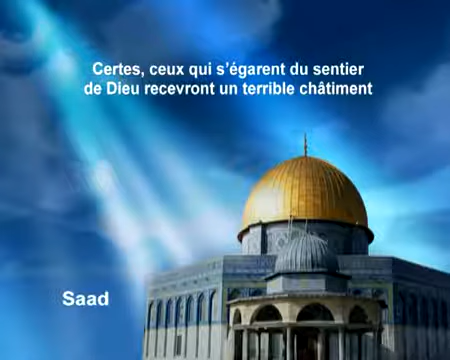 Certes, ceux qui s’égarent du sentier
de Dieu recevront un terrible châtiment
Saad